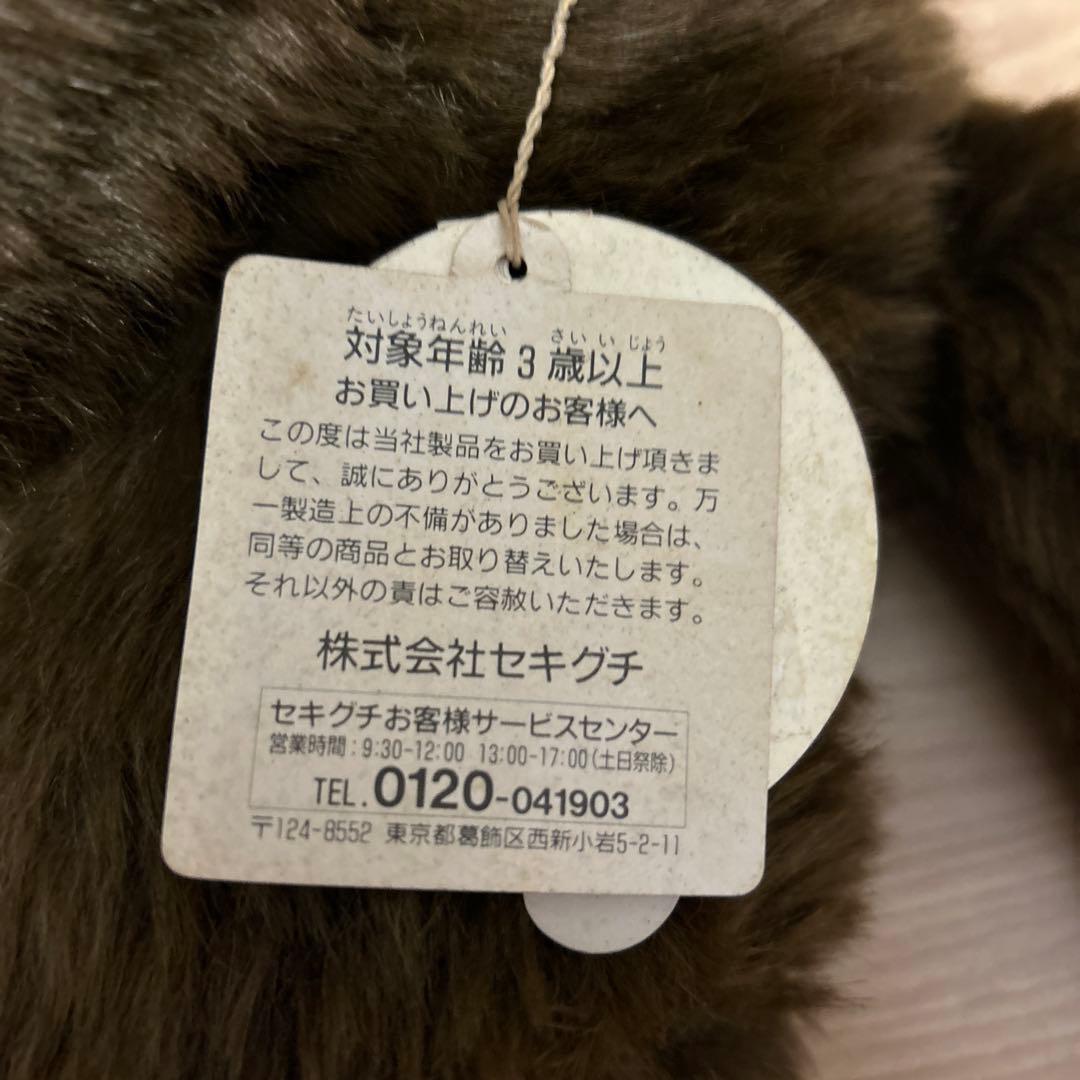 たいしょうねんれい さいいじょう
対象年齢3歳以上
お買い上げのお客様へ
この度は当社製品をお買い上げ頂きま
して、誠にありがとうございます。万
一製造上の不備がありました場合は、
同等の商品とお取り替えいたします。
それ以外の責はご容赦いただきます。
株式会社セキグチ
セキグチお客様サービスセンター
営業時間:9:30-12:00 13:00-17:00(土日祭除)
TEL.0120-041903
〒124-8552 東京都葛飾区西新小岩5-2-11